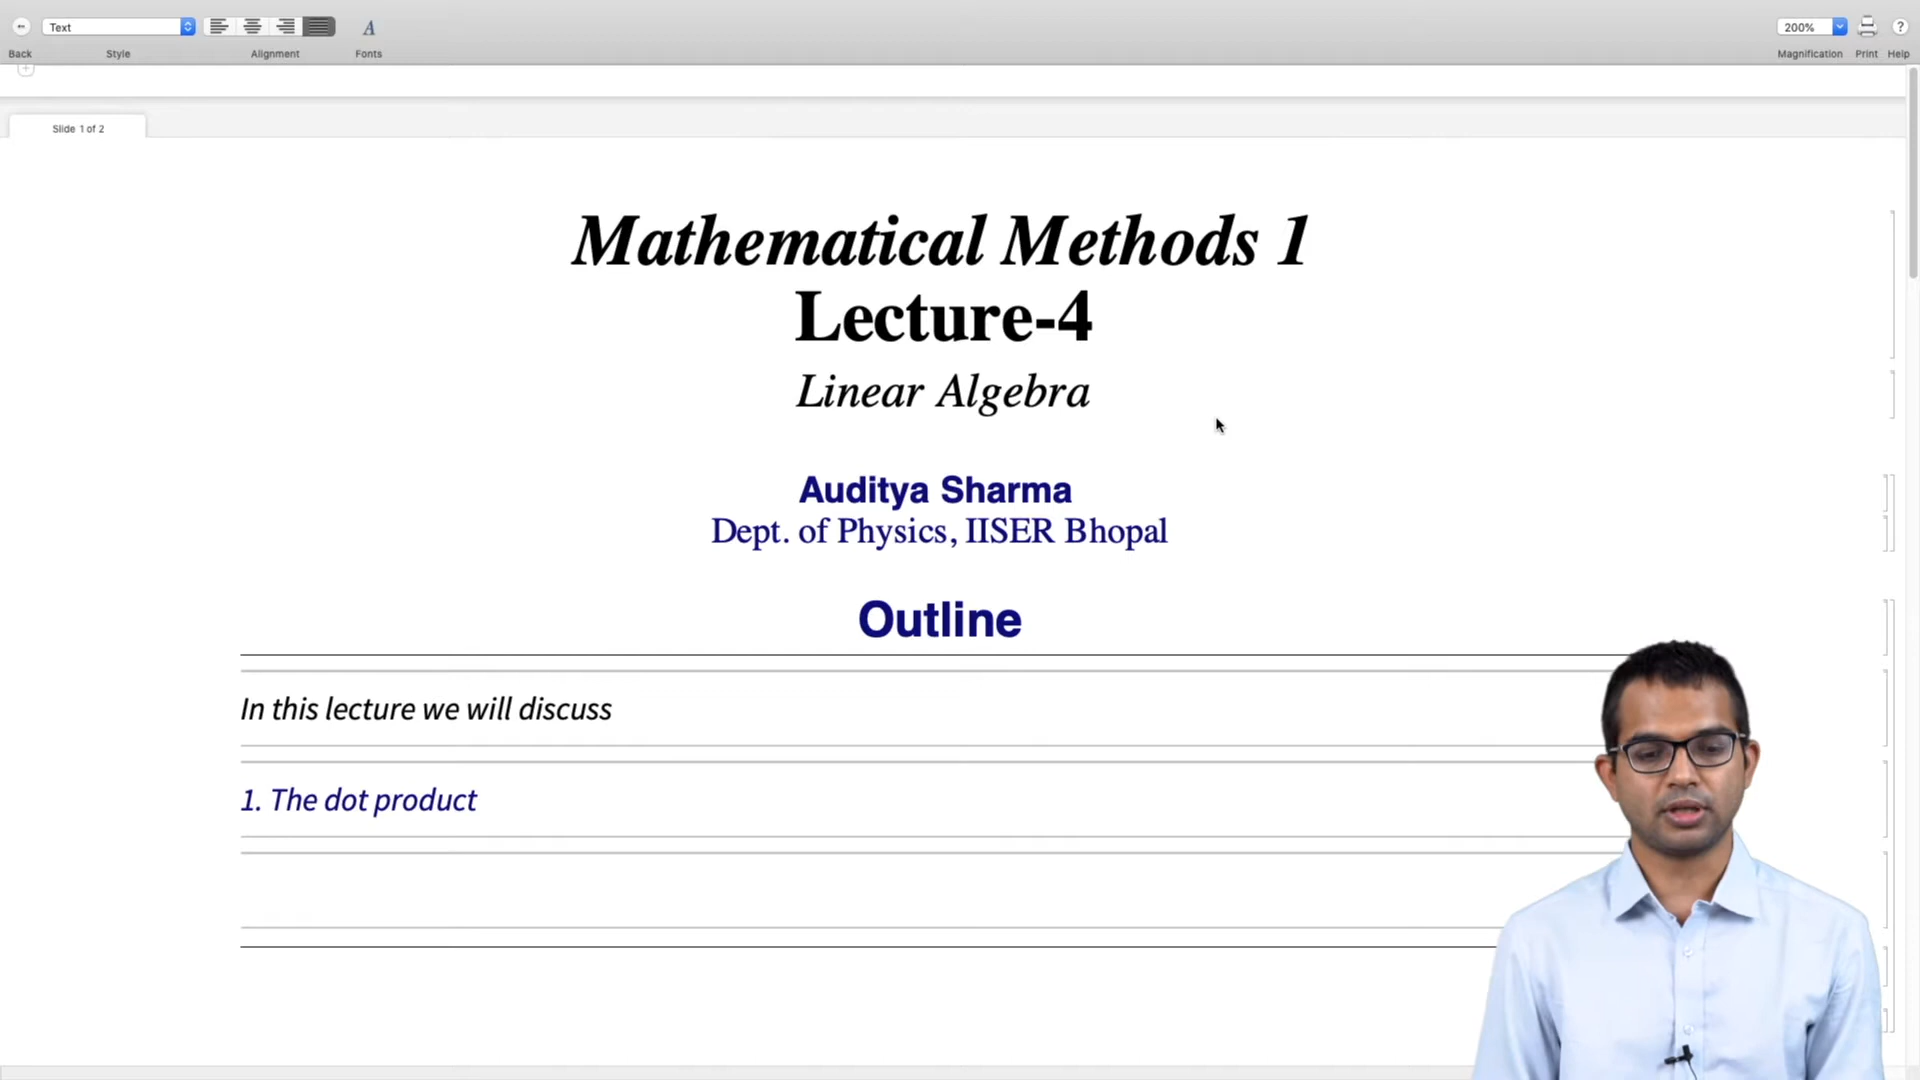 Text
200%
Back
Style
Alignment
Fonts
Magnification
Print
Help
Slide 1 of 2
Mathematical Methods 1
Lecture-4
Linear Algebra
Auditya Sharma
Dept. of Physics, IISER Bhopal
Outline
In this lecture we will discuss
1. The dot product